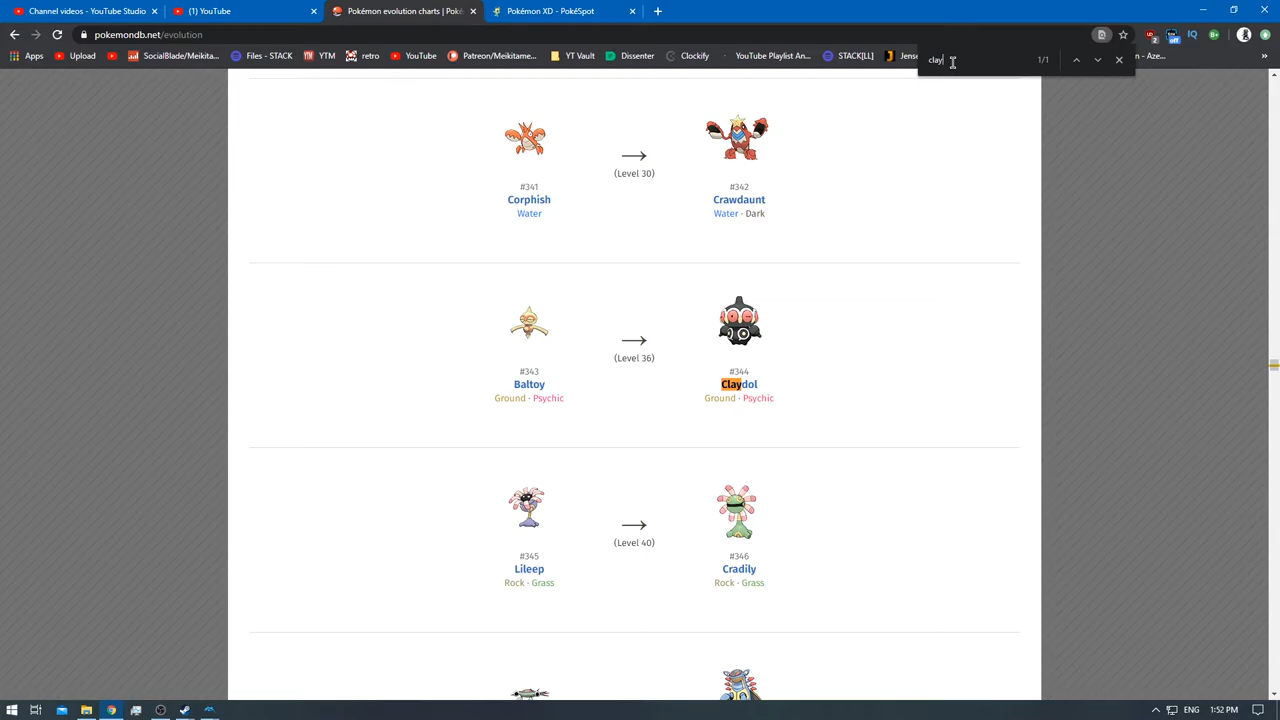 Channel videos - YouTube Studio
(1) YouTube
Pokémon evolution charts | Poké
Pokémon XD - PokéSpot
pokemondb.net/evolution
Apps
Upload
SocialBlade/Meikita...
Files - STACK
YTM
retro
YouTube
Patreon/Meikitame...
YT Vault
Dissenter
Clockify
YouTube Playlist An...
STACK[LL]
Jense
n - Aze...
clay
1/1
(Level 30)
#341
#342
Corphish
Crawdaunt
Water
Water · Dark
(Level 36)
#343
#344
Baltoy
Claydol
Ground · Psychic
Ground · Psychic
(Level 40)
#345
#346
Lileep
Cradily
Rock · Grass
Rock · Grass
ENG
1:52 PM